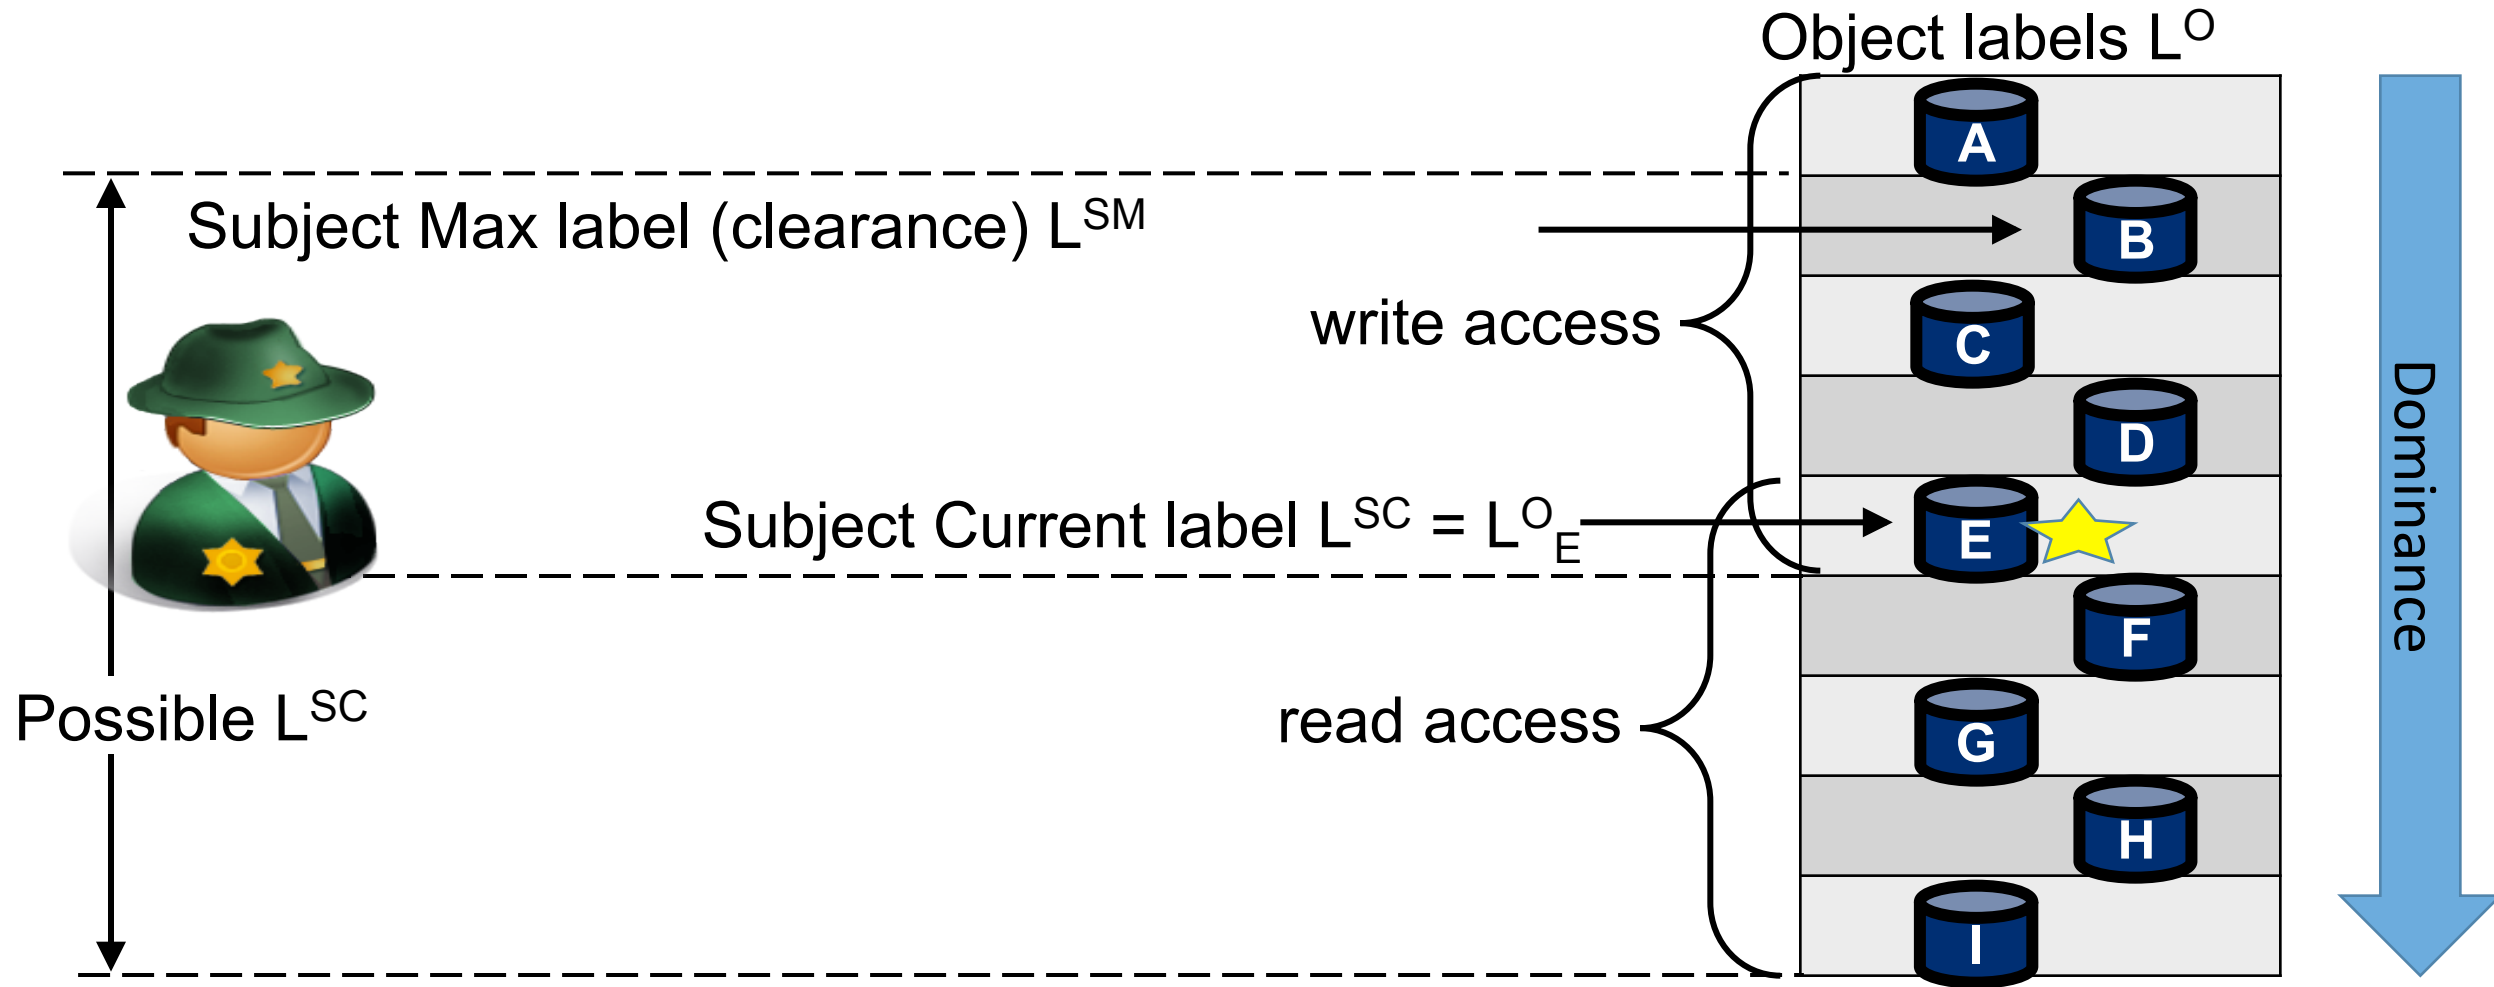 Object labels L^O
A
Subject Max label (clearance) L^SM
B
write access
C
D
Subject Current label L^SC = L^O_E
E
F
Possible L^SC
read access
G
H
I
Dominance